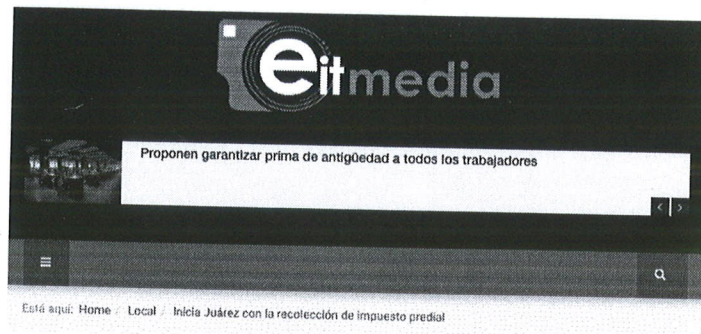 eitmedia
Proponen garantizar prima de antigüedad a todos los trabajadores
Está aquí: Home / Local / Inicia Juárez con la recolección de impuesto predial